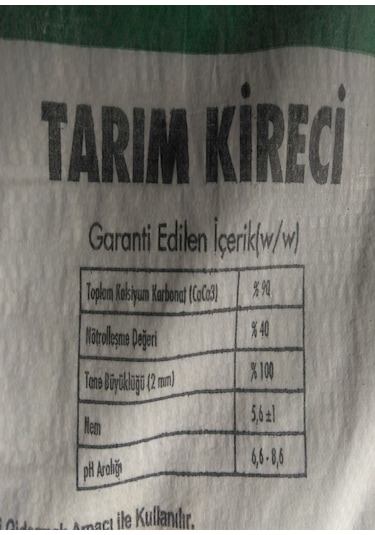 TARIM KİRECİ
Garanti Edilen İçerik(w/w)
Toplam Kalsiyum Karbonat (CaCo3) % 90
Nötrolleşme Değeri % 40
Tane Büyüklüğü (2 mm) % 100
Nem 5,6 ±1
pH Aralığı 6,6 - 8,6
Amacı ile Kullanılır.